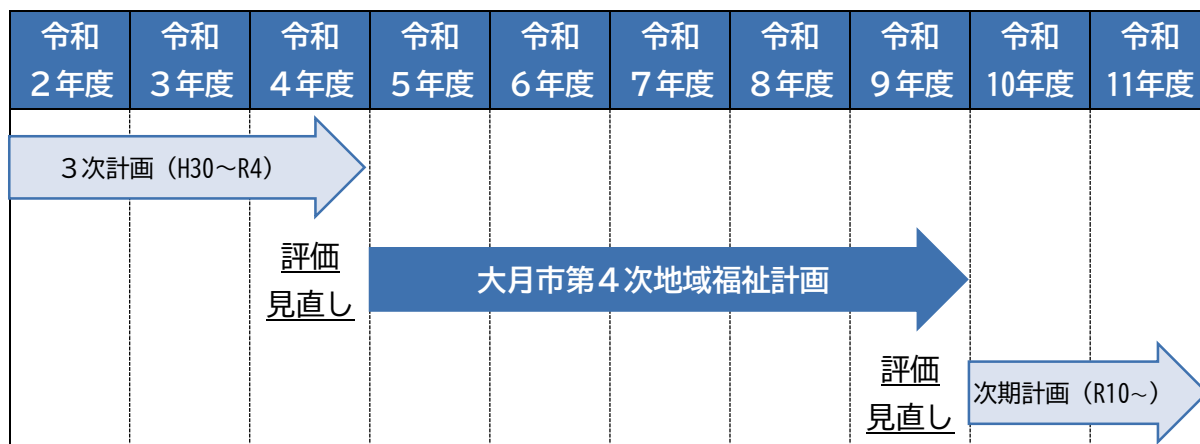 令和 令和 令和 令和 令和 令和 令和 令和 令和 令和
２年度 ３年度 ４年度 ５年度 ６年度 ７年度 ８年度 ９年度 10年度 11年度
３次計画（H30～R4）
評価
見直し
大月市第４次地域福祉計画
評価
見直し
次期計画（R10~）